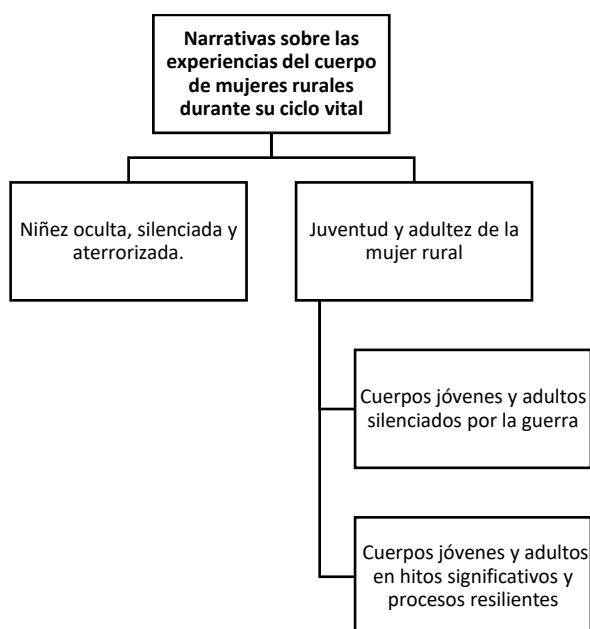 Narrativas sobre las
experiencias del cuerpo
de mujeres rurales
durante su ciclo vital
Niñez oculta, silenciada y
aterrorizada.
Juventud y adultez de la
mujer rural
Cuerpos jóvenes y adultos
silenciados por la guerra
Cuerpos jóvenes y adultos
en hitos significativos y
procesos resilientes